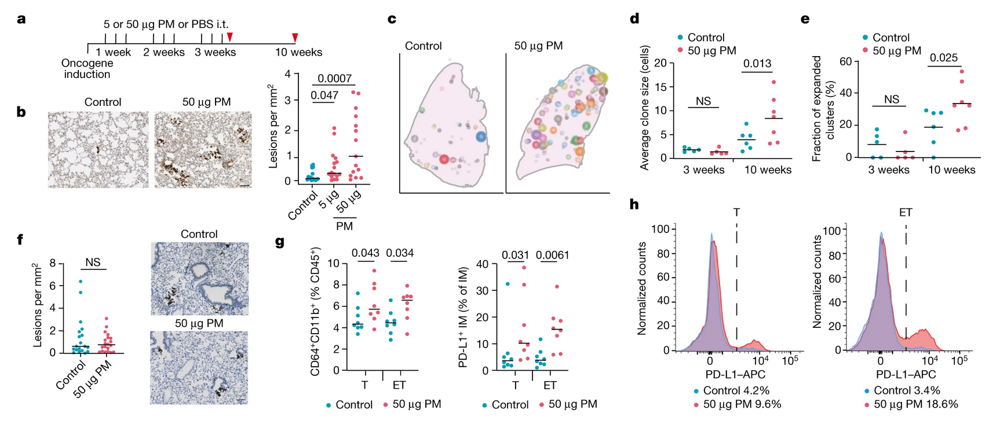 a
5 or 50 µg PM or PBS i.t.
1 week 2 weeks 3 weeks 10 weeks
Oncogene
induction
b
Control
50 µg PM
Lesions per mm²
4
3
2
1
0
0.0007
0.047
Control
5 µg
50 µg
PM
c
Control
50 µg PM
d
Control
50 µg PM
Average clone size (cells)
20
15
10
5
0
NS
0.013
3 weeks 10 weeks
e
Control
50 µg PM
Fraction of expanded
clusters (%)
60
40
20
0
NS
0.025
3 weeks 10 weeks
f
Lesions per mm²
8
6
4
2
0
NS
Control
50 µg PM
Control
50 µg PM
g
CD64⁺CD11b⁺ (% CD45⁺)
10
8
6
4
2
0
0.043 0.034
T ET
Control 50 µg PM
PD-L1⁺ IM (% of IM)
40
30
20
10
0
0.031 0.0061
T ET
Control 50 µg PM
h
T
Normalized counts
100
80
60
40
20
0
0 10⁴ 10⁵
PD-L1–APC
Control 4.2%
50 µg PM 9.6%
ET
Normalized counts
100
80
60
40
20
0
0 10⁴ 10⁵
PD-L1–APC
Control 3.4%
50 µg PM 18.6%